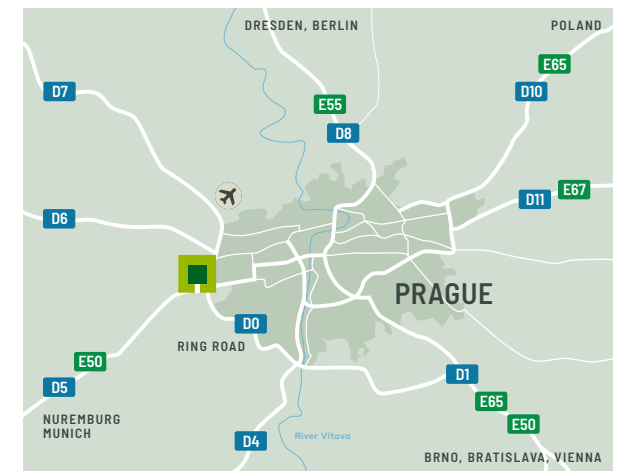 DRESDEN, BERLIN
POLAND
E65
D7
D10
E55
D8
E67
D11
D6
PRAGUE
D0
RING ROAD
E50
D1
D5
E65
NUREMBURG
MUNICH
E50
D4
River Vltava
BRNO, BRATISLAVA, VIENNA